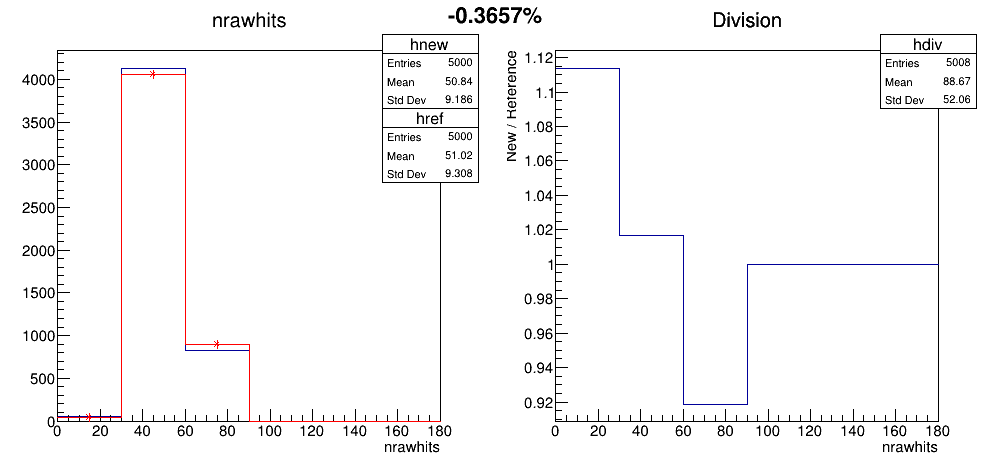 -0.3657%
nrawhits
hnew
Entries 5000
Mean 50.84
Std Dev 9.186
href
Entries 5000
Mean 51.02
Std Dev 9.308
4000
3500
3000
2500
2000
1500
1000
500
0
0 20 40 60 80 100 120 140 160 180
nrawhits
Division
hdiv
Entries 5008
Mean 88.67
Std Dev 52.06
New / Reference
1.12
1.1
1.08
1.06
1.04
1.02
1
0.98
0.96
0.94
0.92
0 20 40 60 80 100 120 140 160 180
nrawhits